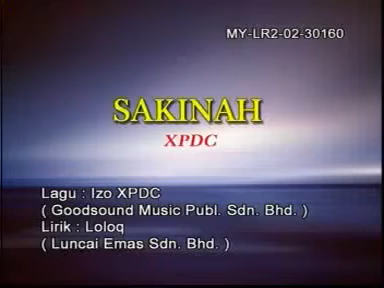 MY-LR2-02-30160
SAKINAH
XPDC
Lagu : Izo XPDC
( Goodsound Music Publ. Sdn. Bhd. )
Lirik : Loloq
( Luncai Emas Sdn. Bhd. )